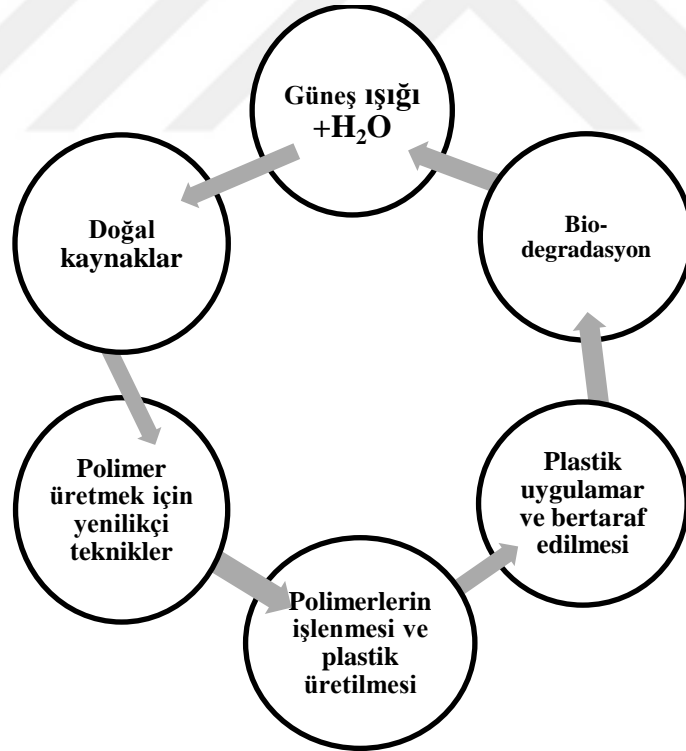 Güneş ışığı
+H₂O
Doğal
kaynaklar
Polimer
üretmek için
yenilikçi
teknikler
Polimerlerin
işlenmesi ve
plastik
üretilmesi
Plastik
uygulamar
ve bertaraf
edilmesi
Bio-
degradasyon